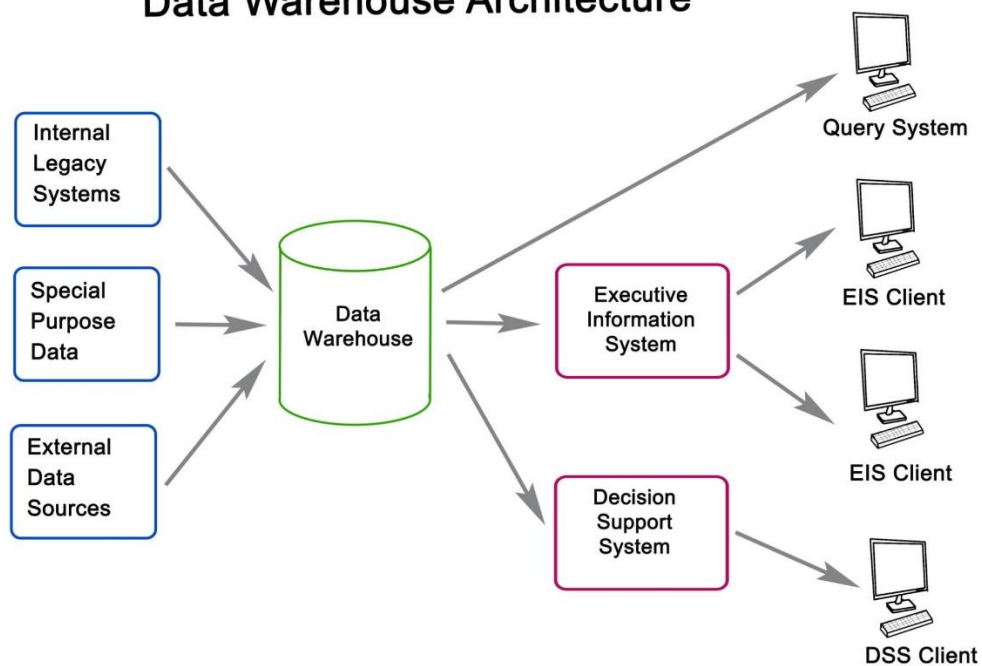 Data Warehouse Architecture
Internal
Legacy
Systems
Special
Purpose
Data
External
Data
Sources
Data
Warehouse
Executive
Information
System
Decision
Support
System
Query System
EIS Client
EIS Client
DSS Client